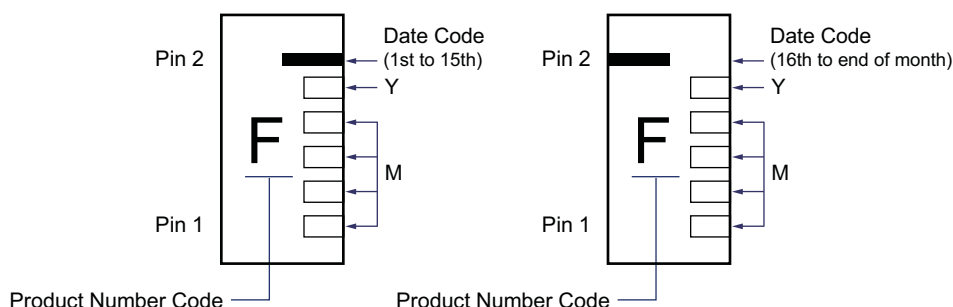 Date Code
Pin 2
(1st to 15th)
Y
F
M
Pin 1
Product Number Code
Date Code
Pin 2
(16th to end of month)
Y
F
M
Pin 1
Product Number Code